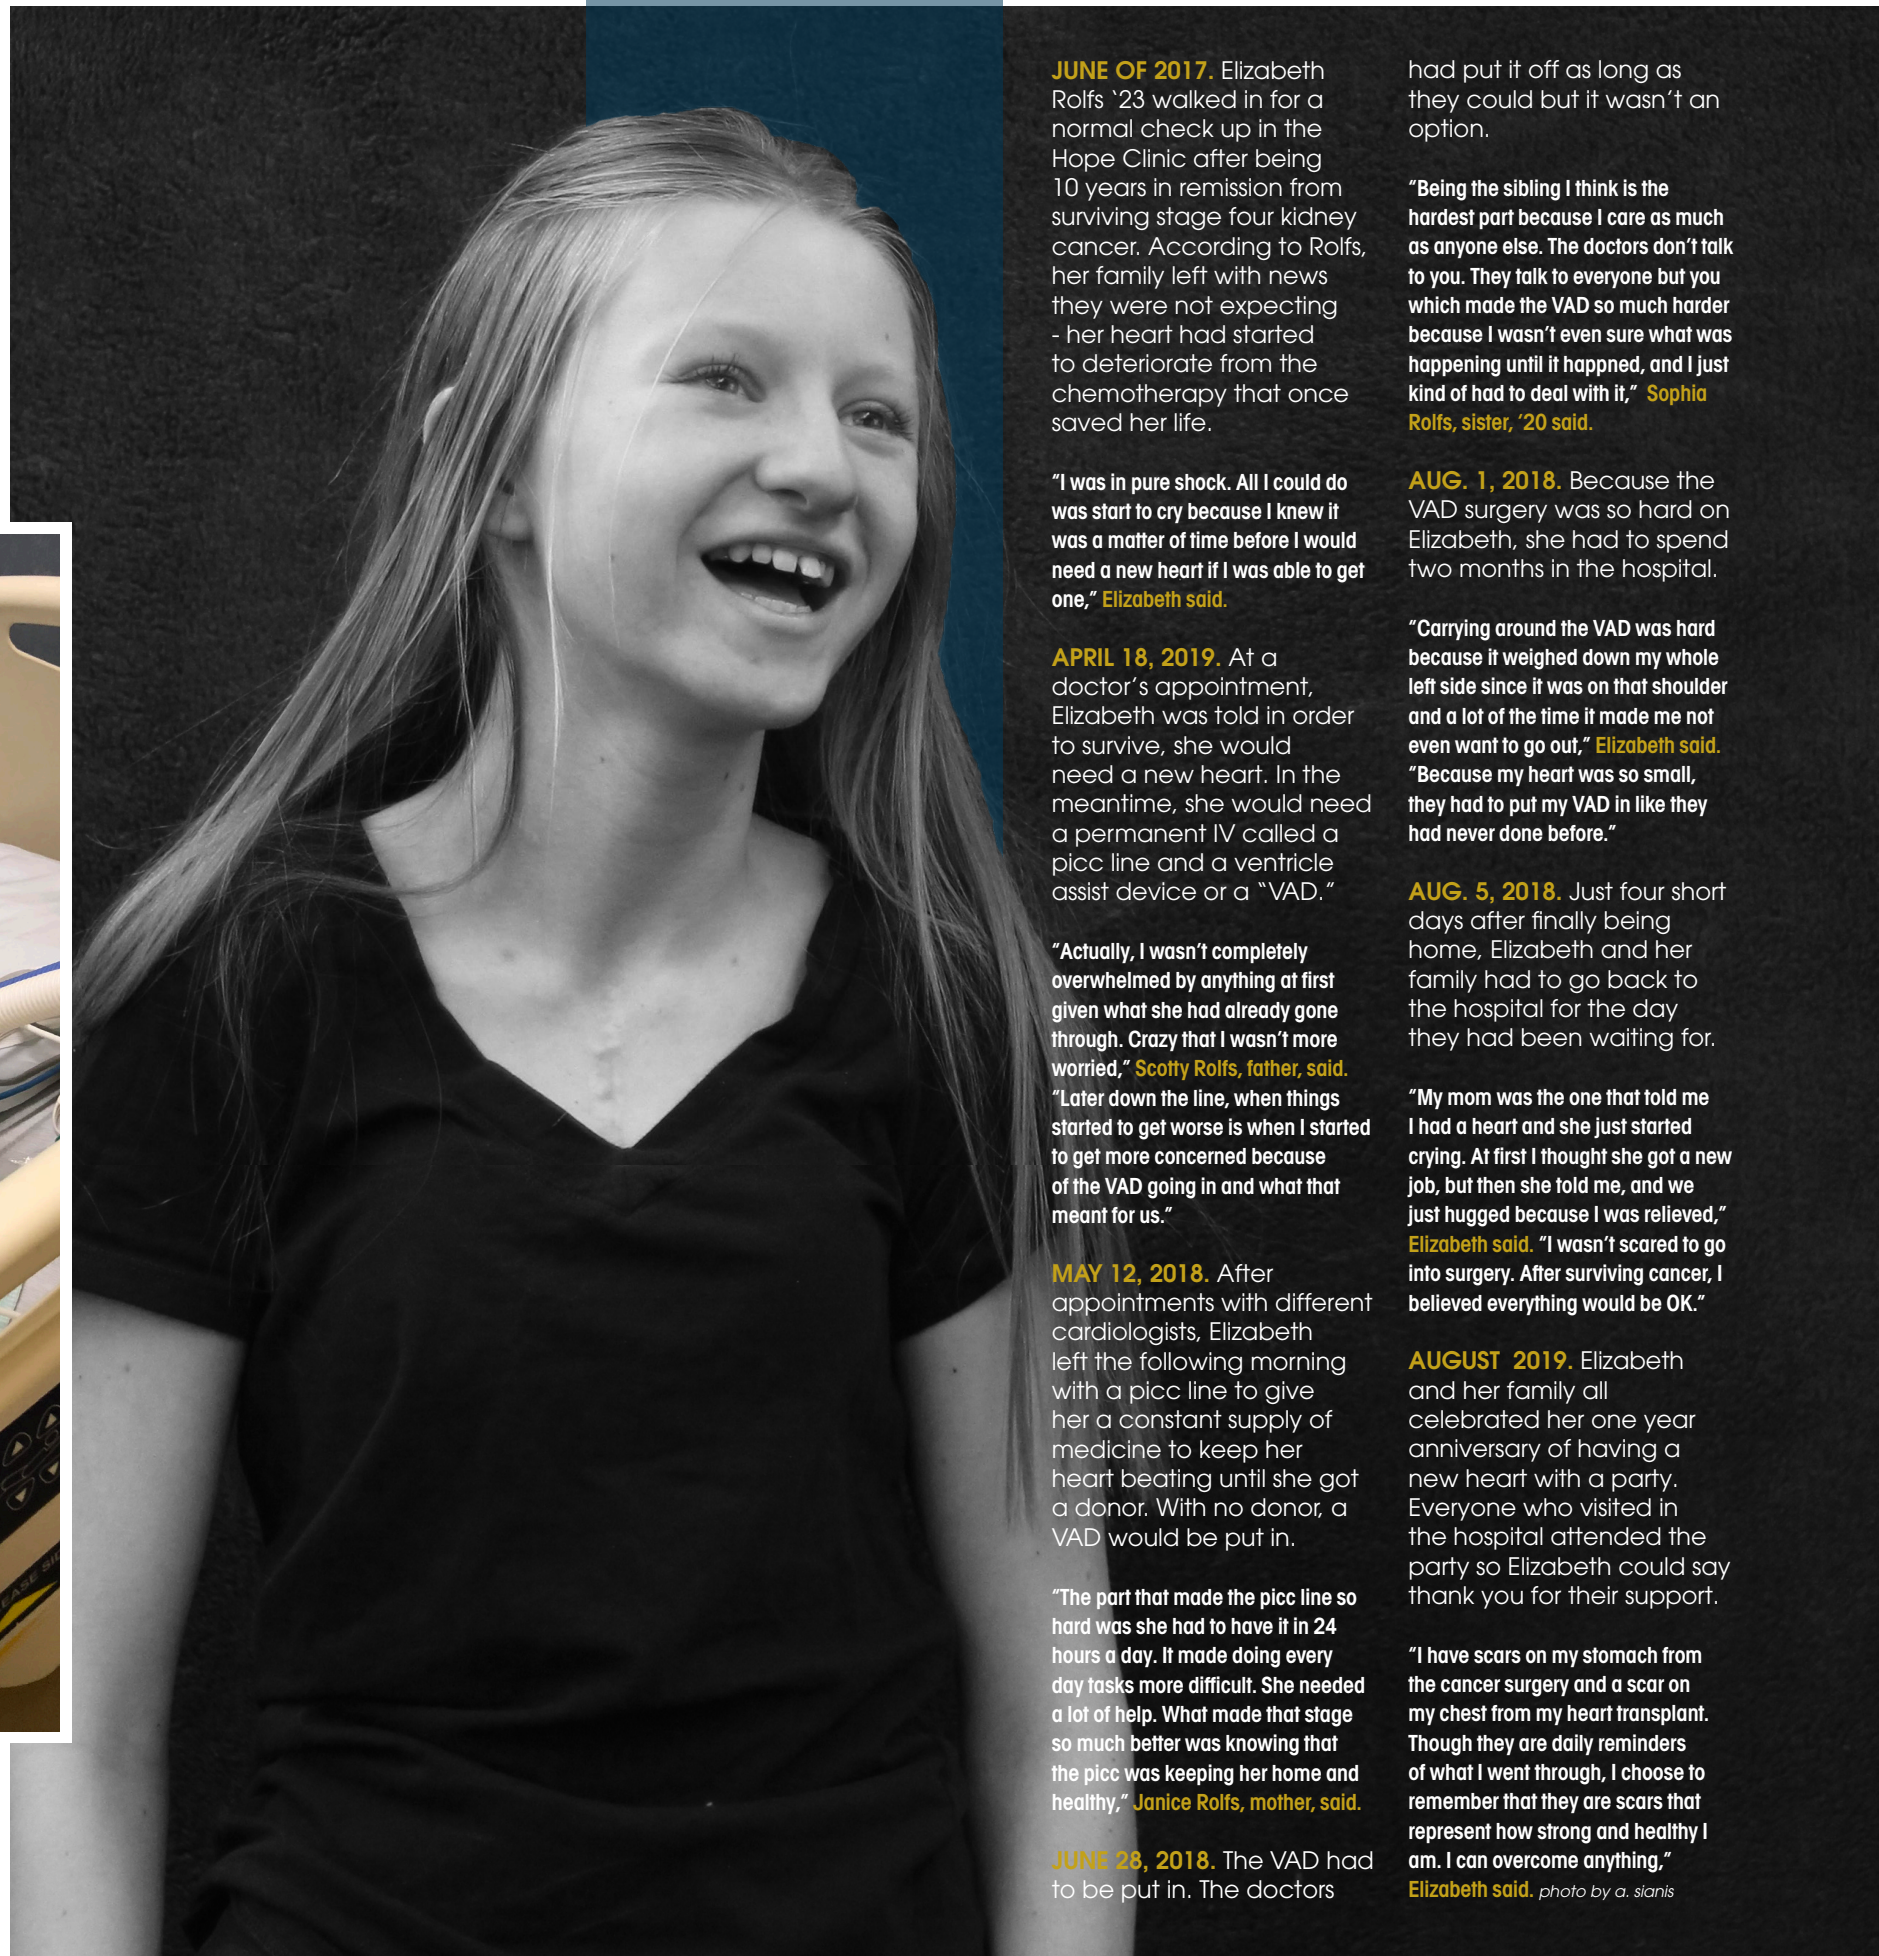 JUNE OF 2017. Elizabeth
Rolfs ‘23 walked in for a
normal check up in the
Hope Clinic after being
10 years in remission from
surviving stage four kidney
cancer. According to Rolfs,
her family left with news
they were not expecting
- her heart had started
to deteriorate from the
chemotherapy that once
saved her life.
“I was in pure shock. All I could do
was start to cry because I knew it
was a matter of time before I would
need a new heart if I was able to get
one,” Elizabeth said.
APRIL 18, 2019. At a
doctor’s appointment,
Elizabeth was told in order
to survive, she would
need a new heart. In the
meantime, she would need
a permanent IV called a
picc line and a ventricle
assist device or a “VAD.”
“Actually, I wasn’t completely
overwhelmed by anything at first
given what she had already gone
through. Crazy that I wasn’t more
worried,” Scotty Rolfs, father, said.
“Later down the line, when things
started to get worse is when I started
to get more concerned because
of the VAD going in and what that
meant for us.”
MAY 12, 2018. After
appointments with different
cardiologists, Elizabeth
left the following morning
with a picc line to give
her a constant supply of
medicine to keep her
heart beating until she got
a donor. With no donor, a
VAD would be put in.
“The part that made the picc line so
hard was she had to have it in 24
hours a day. It made doing every
day tasks more difficult. She needed
a lot of help. What made that stage
so much better was knowing that
the picc was keeping her home and
healthy,” Janice Rolfs, mother, said.
JUNE 28, 2018. The VAD had
to be put in. The doctors
had put it off as long as
they could but it wasn’t an
option.
“Being the sibling I think is the
hardest part because I care as much
as anyone else. The doctors don’t talk
to you. They talk to everyone but you
which made the VAD so much harder
because I wasn’t even sure what was
happening until it happned, and I just
kind of had to deal with it,” Sophia
Rolfs, sister, ‘20 said.
AUG. 1, 2018. Because the
VAD surgery was so hard on
Elizabeth, she had to spend
two months in the hospital.
“Carrying around the VAD was hard
because it weighed down my whole
left side since it was on that shoulder
and a lot of the time it made me not
even want to go out,” Elizabeth said.
“Because my heart was so small,
they had to put my VAD in like they
had never done before.”
AUG. 5, 2018. Just four short
days after finally being
home, Elizabeth and her
family had to go back to
the hospital for the day
they had been waiting for.
“My mom was the one that told me
I had a heart and she just started
crying. At first I thought she got a new
job, but then she told me, and we
just hugged because I was relieved,”
Elizabeth said. “I wasn’t scared to go
into surgery. After surviving cancer, I
believed everything would be OK.”
AUGUST 2019. Elizabeth
and her family all
celebrated her one year
anniversary of having a
new heart with a party.
Everyone who visited in
the hospital attended the
party so Elizabeth could say
thank you for their support.
“I have scars on my stomach from
the cancer surgery and a scar on
my chest from my heart transplant.
Though they are daily reminders
of what I went through, I choose to
remember that they are scars that
represent how strong and healthy I
am. I can overcome anything,”
Elizabeth said. photo by a. sianis